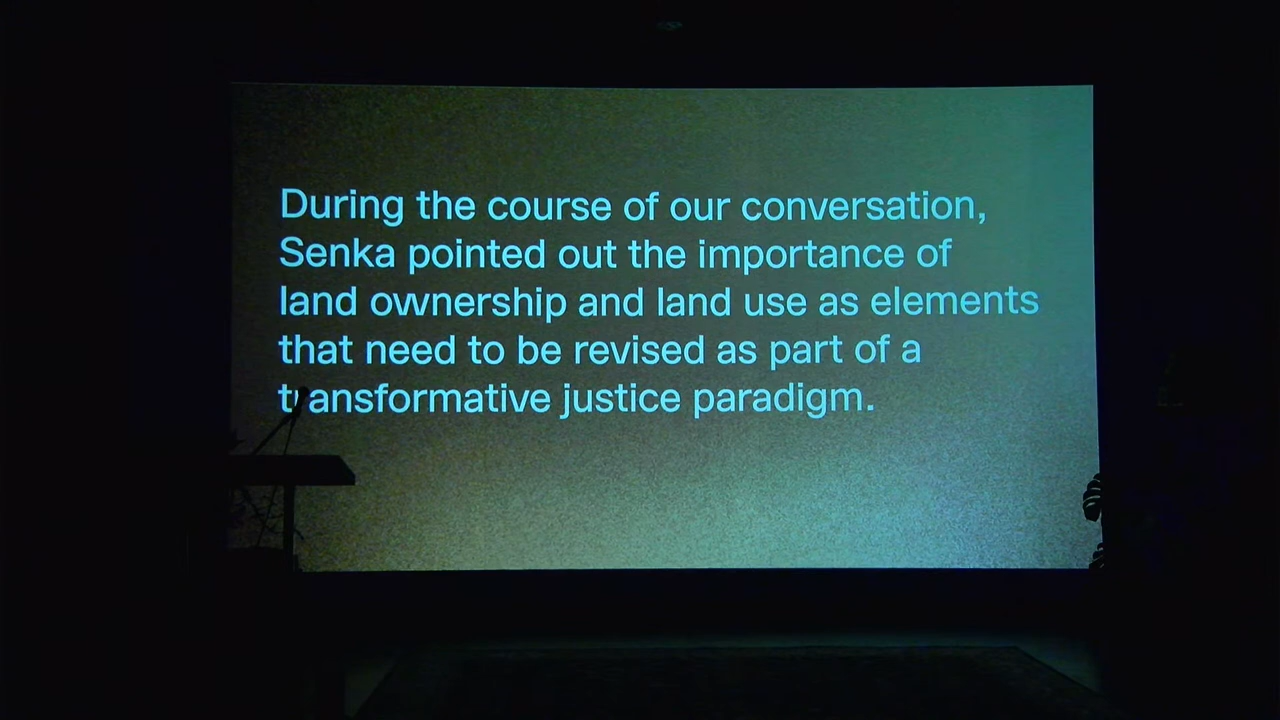 During the course of our conversation,
Senka pointed out the importance of
land ownership and land use as elements
that need to be revised as part of a
transformative justice paradigm.